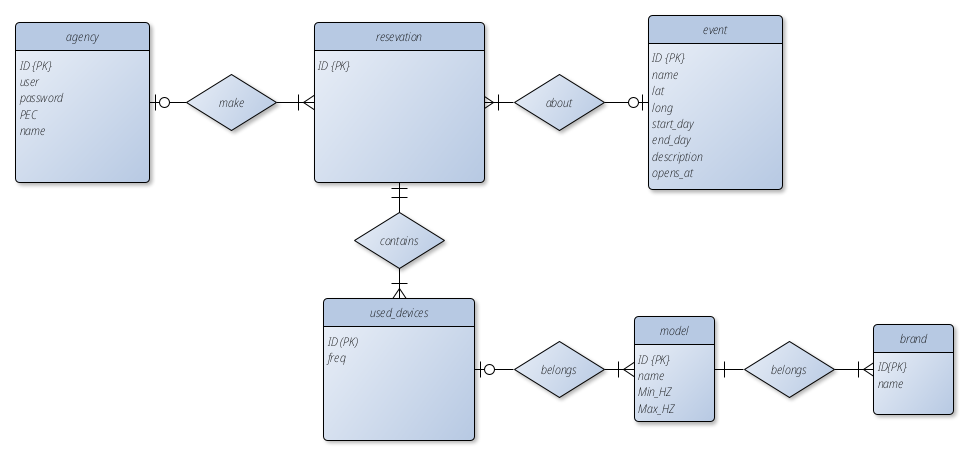 agency
ID {PK}
user
password
PEC
name
make
resevation
ID {PK}
about
event
ID {PK}
name
lat
long
start_day
end_day
description
opens_at
contains
used_devices
ID (PK)
freq
belongs
model
ID {PK}
name
Min_HZ
Max_HZ
belongs
brand
ID{PK}
name